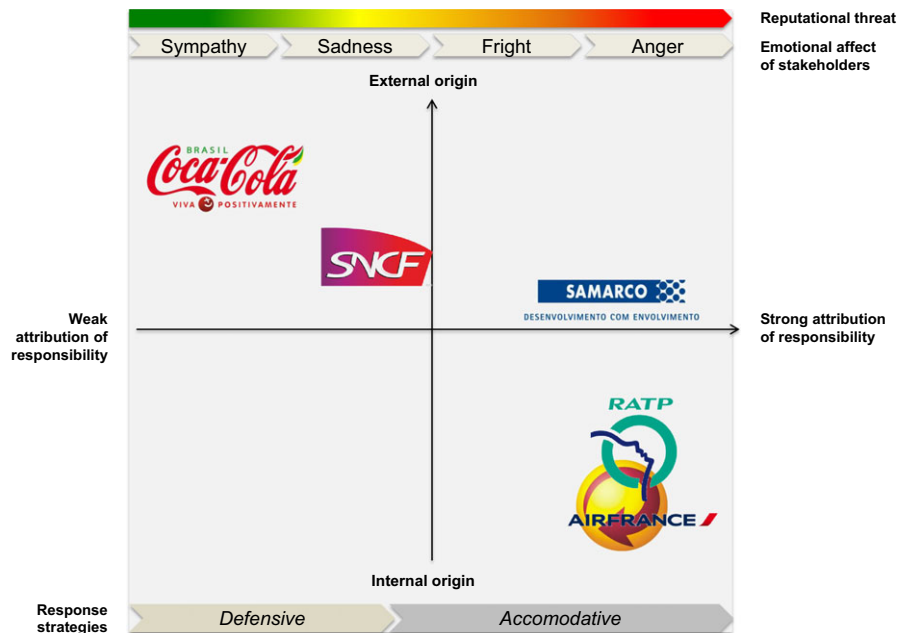 Reputational threat
Sympathy
Sadness
Fright
Anger
Emotional affect
of stakeholders
External origin
BRASIL
Coca-Cola
VIVA POSITIVAMENTE
SNCF
SAMARCO
DESENVOLVIMENTO COM ENVOLVIMENTO
Weak
attribution of
responsibility
Strong attribution
of responsibility
RATP
AIRFRANCE
Internal origin
Response
strategies
Defensive
Accomodative